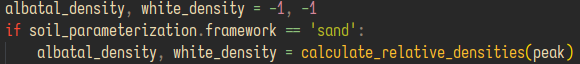 albatal_density, white_density = -1, -1
if soil_parameterization.framework == 'sand':
    albatal_density, white_density = calculate_relative_densities(peak)